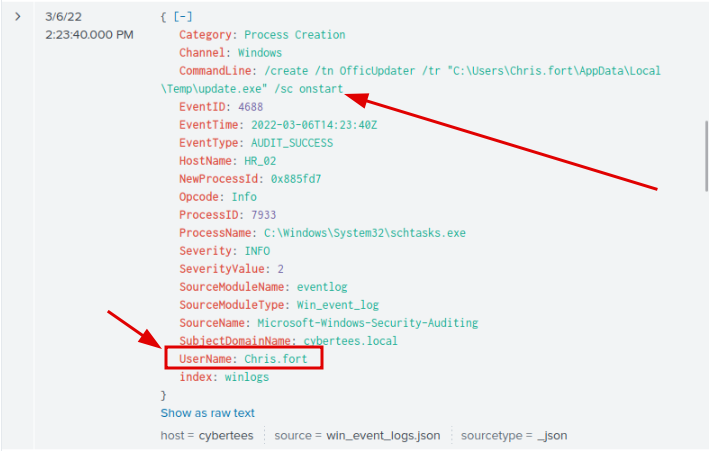 3/6/22
2:23:40.000 PM
{ [-]
Category: Process Creation
Channel: Windows
CommandLine: /create /tn OfficUpdater /tr "C:\Users\Chris.fort\AppData\Local
\Temp\update.exe" /sc onstart
EventID: 4688
EventTime: 2022-03-06T14:23:40Z
EventType: AUDIT_SUCCESS
HostName: HR_02
NewProcessId: 0x885fd7
Opcode: Info
ProcessID: 7933
ProcessName: C:\Windows\System32\schtasks.exe
Severity: INFO
SeverityValue: 2
SourceModuleName: eventlog
SourceModuleType: Win_event_log
SourceName: Microsoft-Windows-Security-Auditing
SubjectDomainName: cybertees.local
UserName: Chris.fort
index: winlogs
}
Show as raw text
host = cybertees source = win_event_logs.json sourcetype = _json